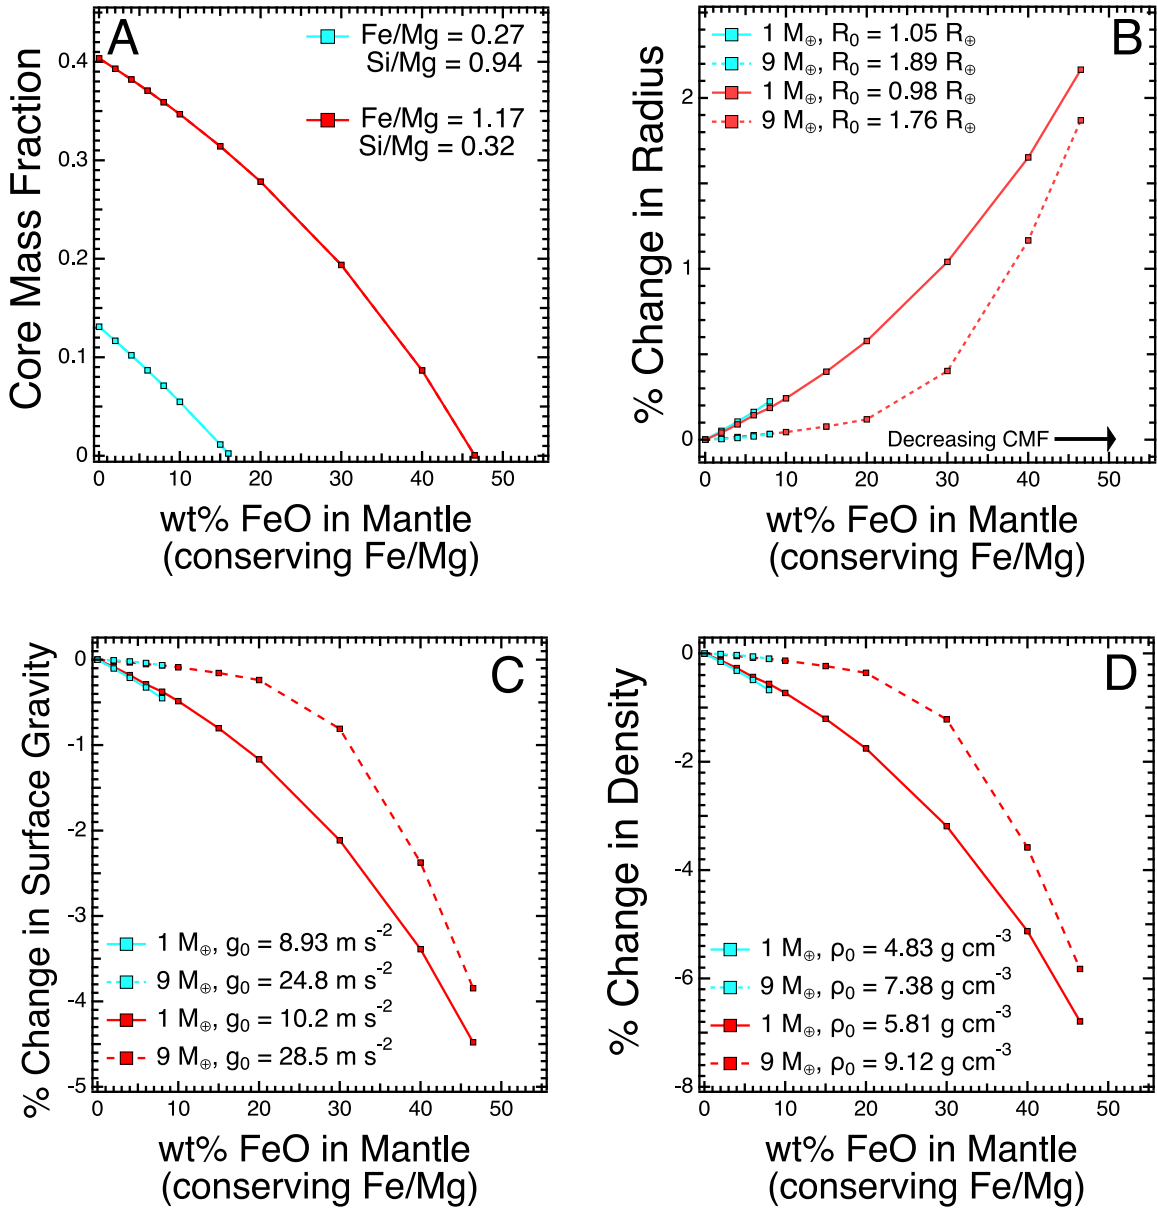 A
Fe/Mg = 0.27
Si/Mg = 0.94
Fe/Mg = 1.17
Si/Mg = 0.32
Core Mass Fraction
0.4
0.3
0.2
0.1
0
0 10 20 30 40 50
wt% FeO in Mantle
(conserving Fe/Mg)
B
1 M⊕, R₀ = 1.05 R⊕
9 M⊕, R₀ = 1.89 R⊕
1 M⊕, R₀ = 0.98 R⊕
9 M⊕, R₀ = 1.76 R⊕
% Change in Radius
2
1
0
Decreasing CMF
0 10 20 30 40 50
wt% FeO in Mantle
(conserving Fe/Mg)
C
% Change in Surface Gravity
0
-1
-2
-3
-4
-5
1 M⊕, g₀ = 8.93 m s⁻²
9 M⊕, g₀ = 24.8 m s⁻²
1 M⊕, g₀ = 10.2 m s⁻²
9 M⊕, g₀ = 28.5 m s⁻²
0 10 20 30 40 50
wt% FeO in Mantle
(conserving Fe/Mg)
D
% Change in Density
0
-2
-4
-6
-8
1 M⊕, ρ₀ = 4.83 g cm⁻³
9 M⊕, ρ₀ = 7.38 g cm⁻³
1 M⊕, ρ₀ = 5.81 g cm⁻³
9 M⊕, ρ₀ = 9.12 g cm⁻³
0 10 20 30 40 50
wt% FeO in Mantle
(conserving Fe/Mg)